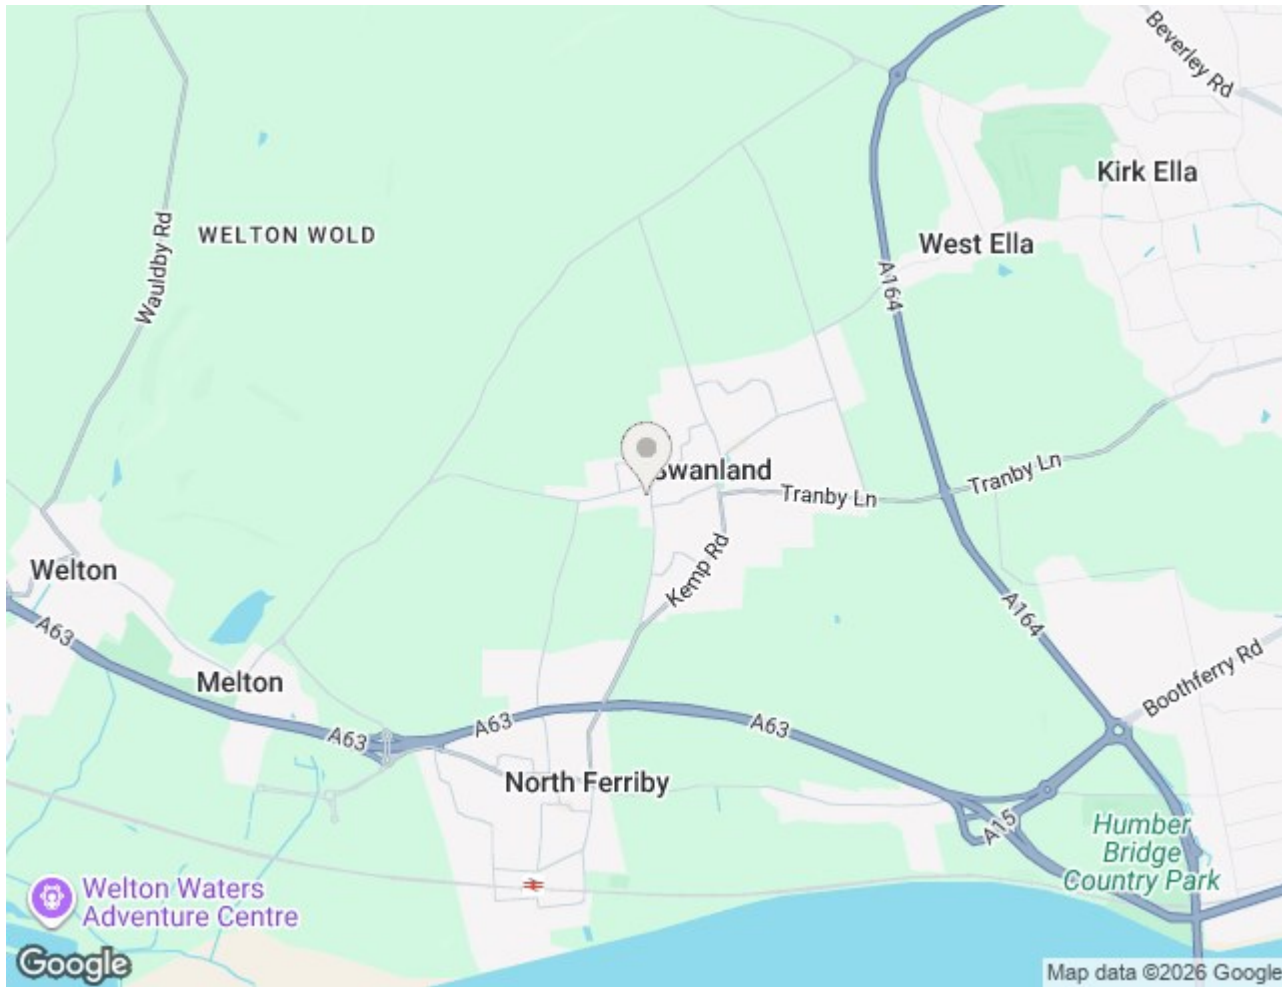 Beverley Rd
Kirk Ella
WELTON WOLD
West Ella
Wauldby Rd
A164
Swanland
Tranby Ln
Tranby Ln
Kemp Rd
Welton
A63
A164
Melton
Boothferry Rd
A63
A63
A63
North Ferriby
A15
Humber
Bridge
Country Park
Welton Waters
Adventure Centre
Google
Map data ©2026 Google